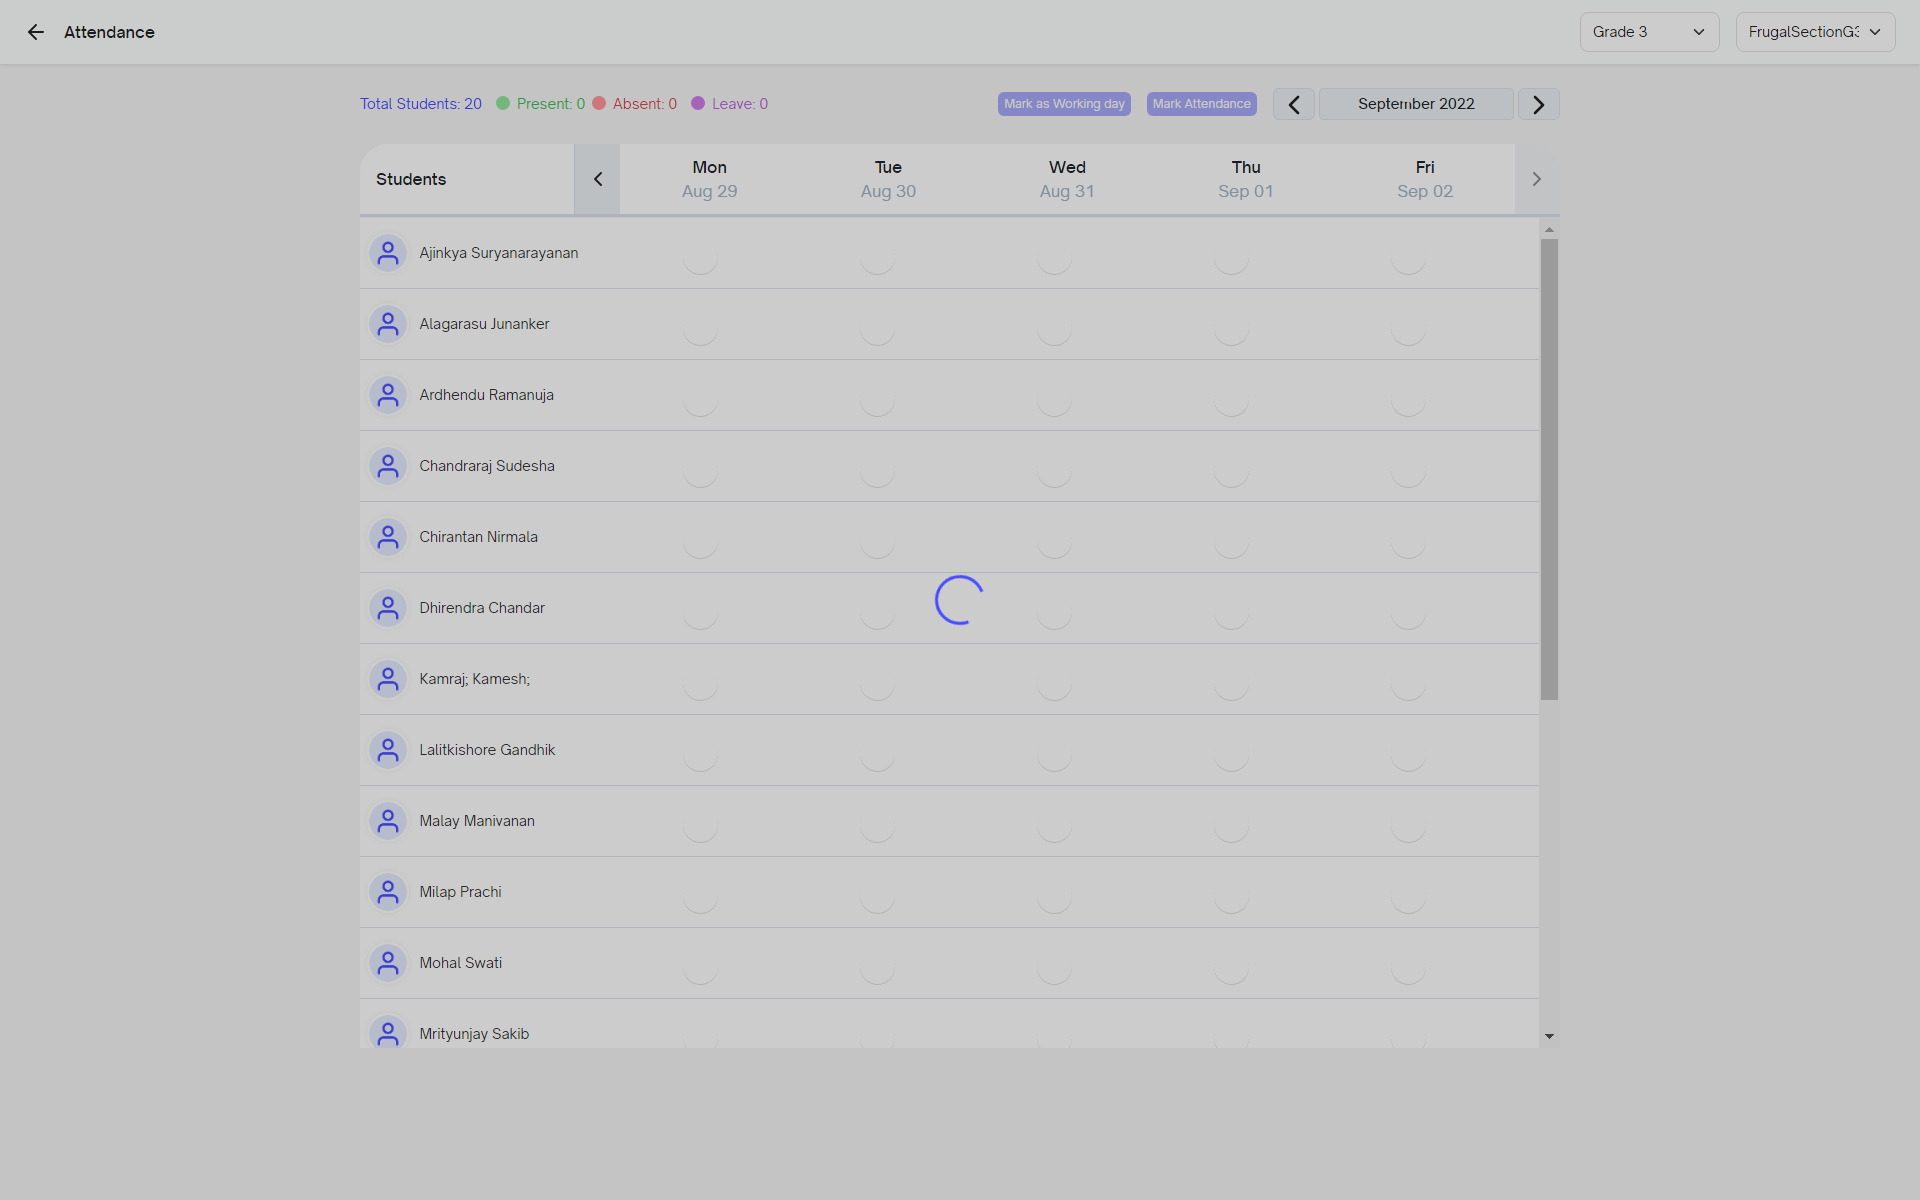 Attendance
Grade 3
FrugalSectionG3
Total Students: 20 Present: 0 Absent: 0 Leave: 0
Mark as Working day
Mark Attendance
September 2022
Students
Mon Tue Wed Thu Fri
Aug 29 Aug 30 Aug 31 Sep 01 Sep 02
Ajinkya Suryanarayanan
Alagarasu Junanker
Ardhendu Ramanuja
Chandraraj Sudesha
Chirantan Nirmala
Dhirendra Chandar
Kamraj; Kamesh;
Lalitkishore Gandhik
Malay Manivanan
Milap Prachi
Mohal Swati
Mrityunjay Sakib